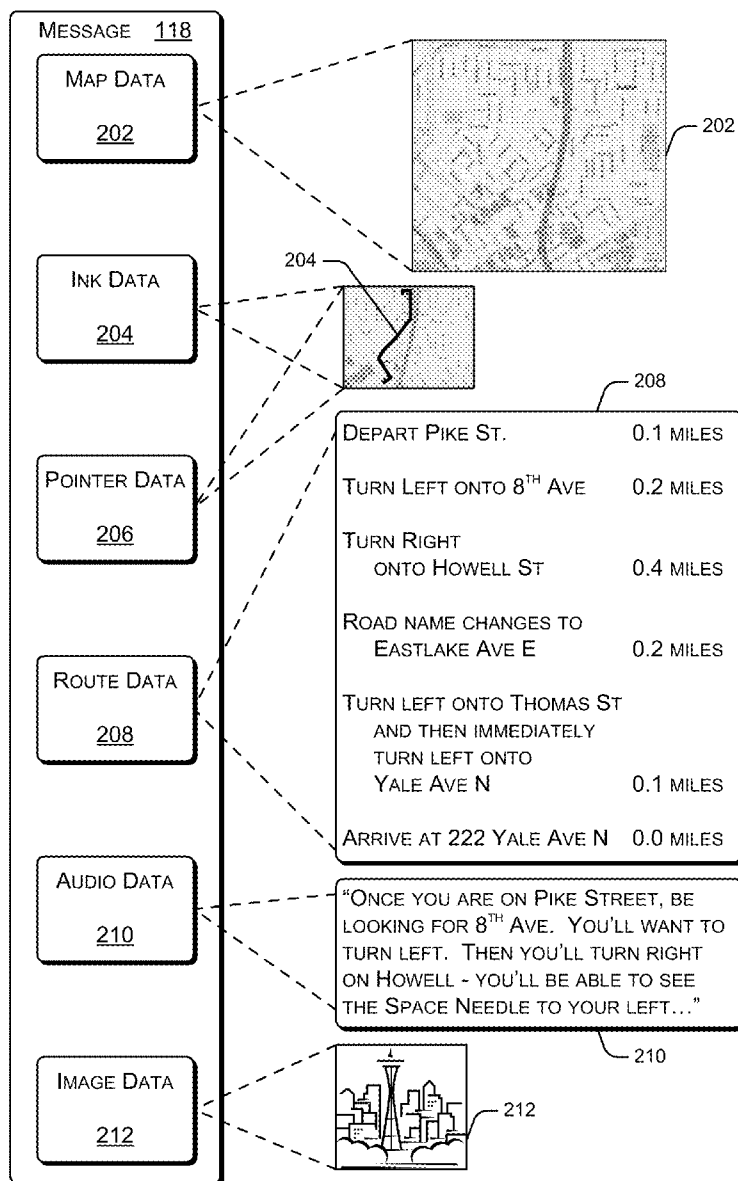 MESSAGE 118
MAP DATA
202
202
INK DATA
204
204
POINTER DATA
206
208
DEPART PIKE ST. 0.1 MILES
TURN LEFT ONTO 8TH AVE 0.2 MILES
TURN RIGHT
ONTO HOWELL ST 0.4 MILES
ROAD NAME CHANGES TO
EASTLAKE AVE E 0.2 MILES
TURN LEFT ONTO THOMAS ST
AND THEN IMMEDIATELY
TURN LEFT ONTO
YALE AVE N 0.1 MILES
ARRIVE AT 222 YALE AVE N 0.0 MILES
ROUTE DATA
208
AUDIO DATA
210
"ONCE YOU ARE ON PIKE STREET, BE
LOOKING FOR 8TH AVE. YOU'LL WANT TO
TURN LEFT. THEN YOU'LL TURN RIGHT
ON HOWELL - YOU'LL BE ABLE TO SEE
THE SPACE NEEDLE TO YOUR LEFT..."
210
IMAGE DATA
212
212